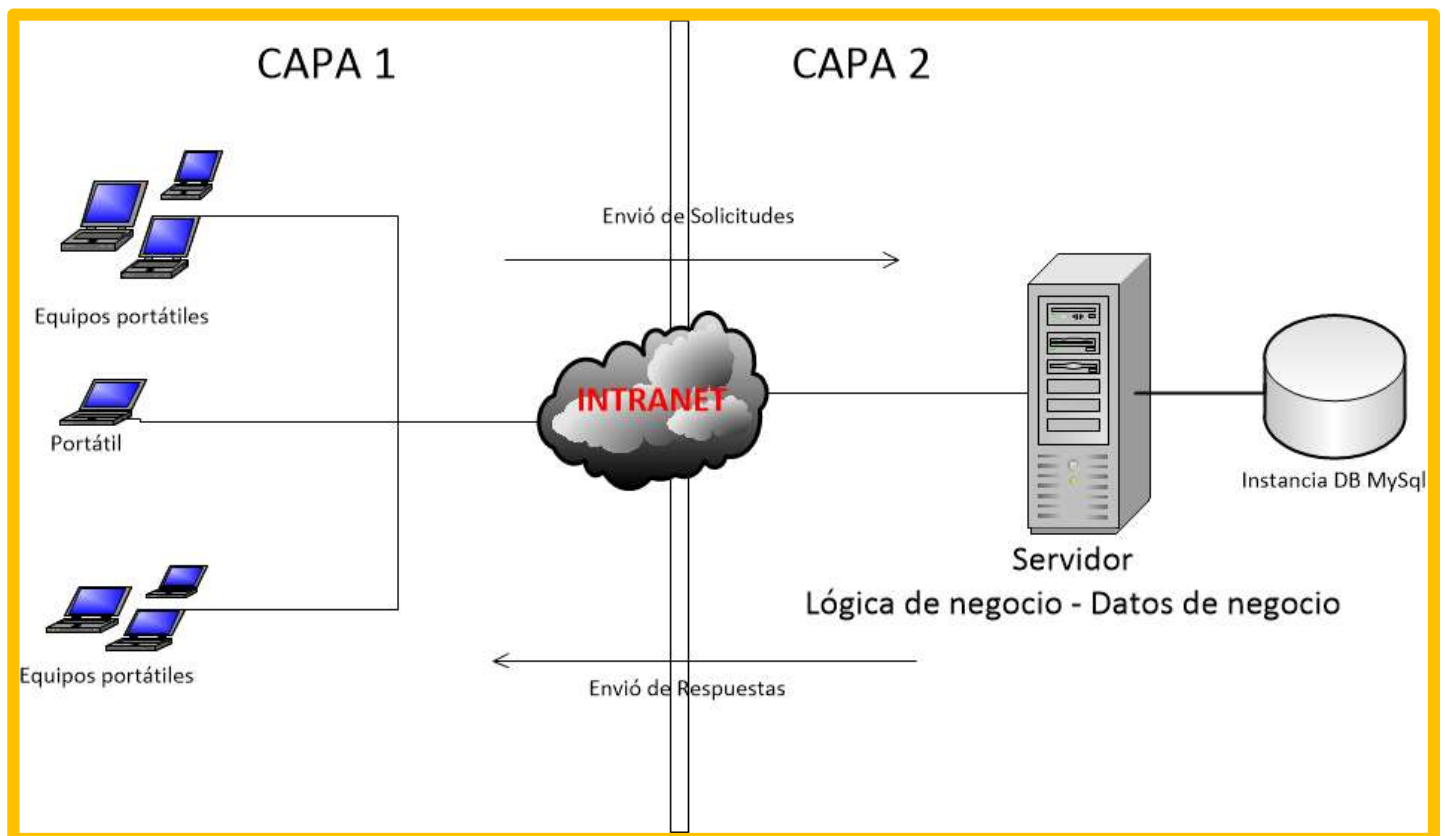 CAPA 1
CAPA 2
Envió de Solicitudes
Equipos portátiles
INTRANET
Portátil
Instancia DB MySql
Servidor
Lógica de negocio - Datos de negocio
Equipos portátiles
Envió de Respuestas